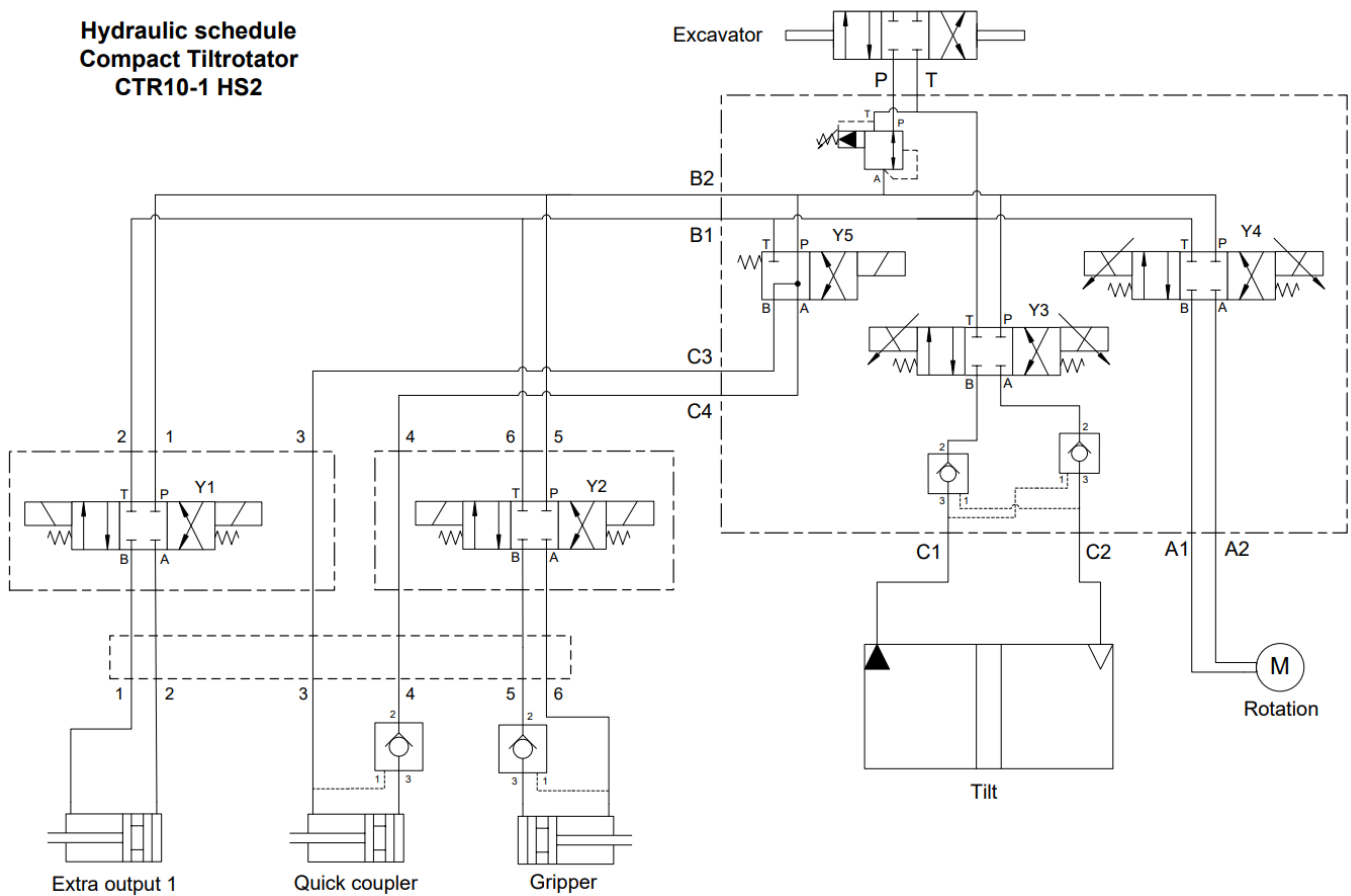 Hydraulic schedule
Compact Tiltrotator
CTR10-1 HS2
Excavator
P T
T P
A
B2
B1
T P Y5
B A
T P Y4
B A
T P Y3
B A
C3
C4
2 1 3 4 6 5
T P Y1
B A
T P Y2
B A
2
3 1
2
1 3
C1 C2 A1 A2
1 2 3 4 5 6
2
1 3
2
3 1
M
Rotation
Tilt
Extra output 1
Quick coupler
Gripper